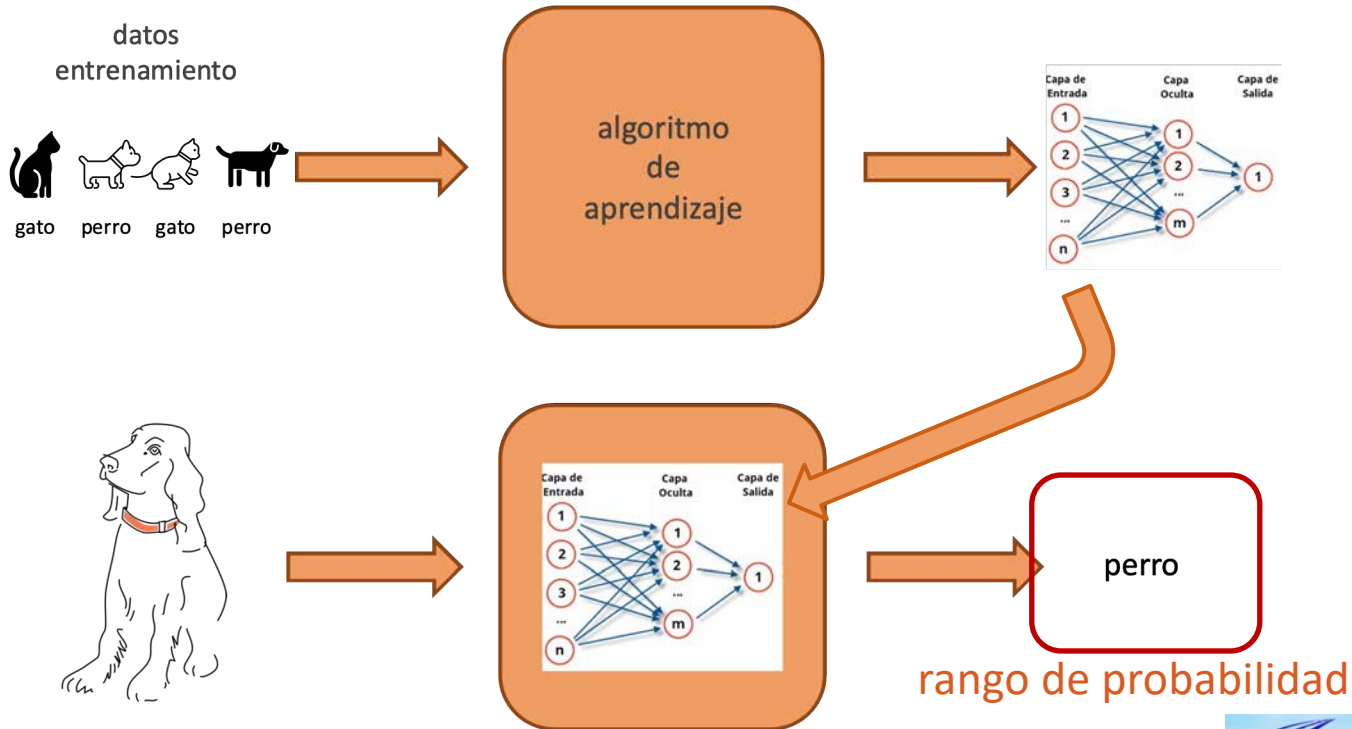 datos
entrenamiento
gato perro gato perro
algoritmo
de
aprendizaje
Capa de
Entrada
Capa
Oculta
Capa de
Salida
1
2
3
...
n
1
2
...
m
1
Capa de
Entrada
Capa
Oculta
Capa de
Salida
1
2
3
...
n
1
2
...
m
1
perro
rango de probabilidad